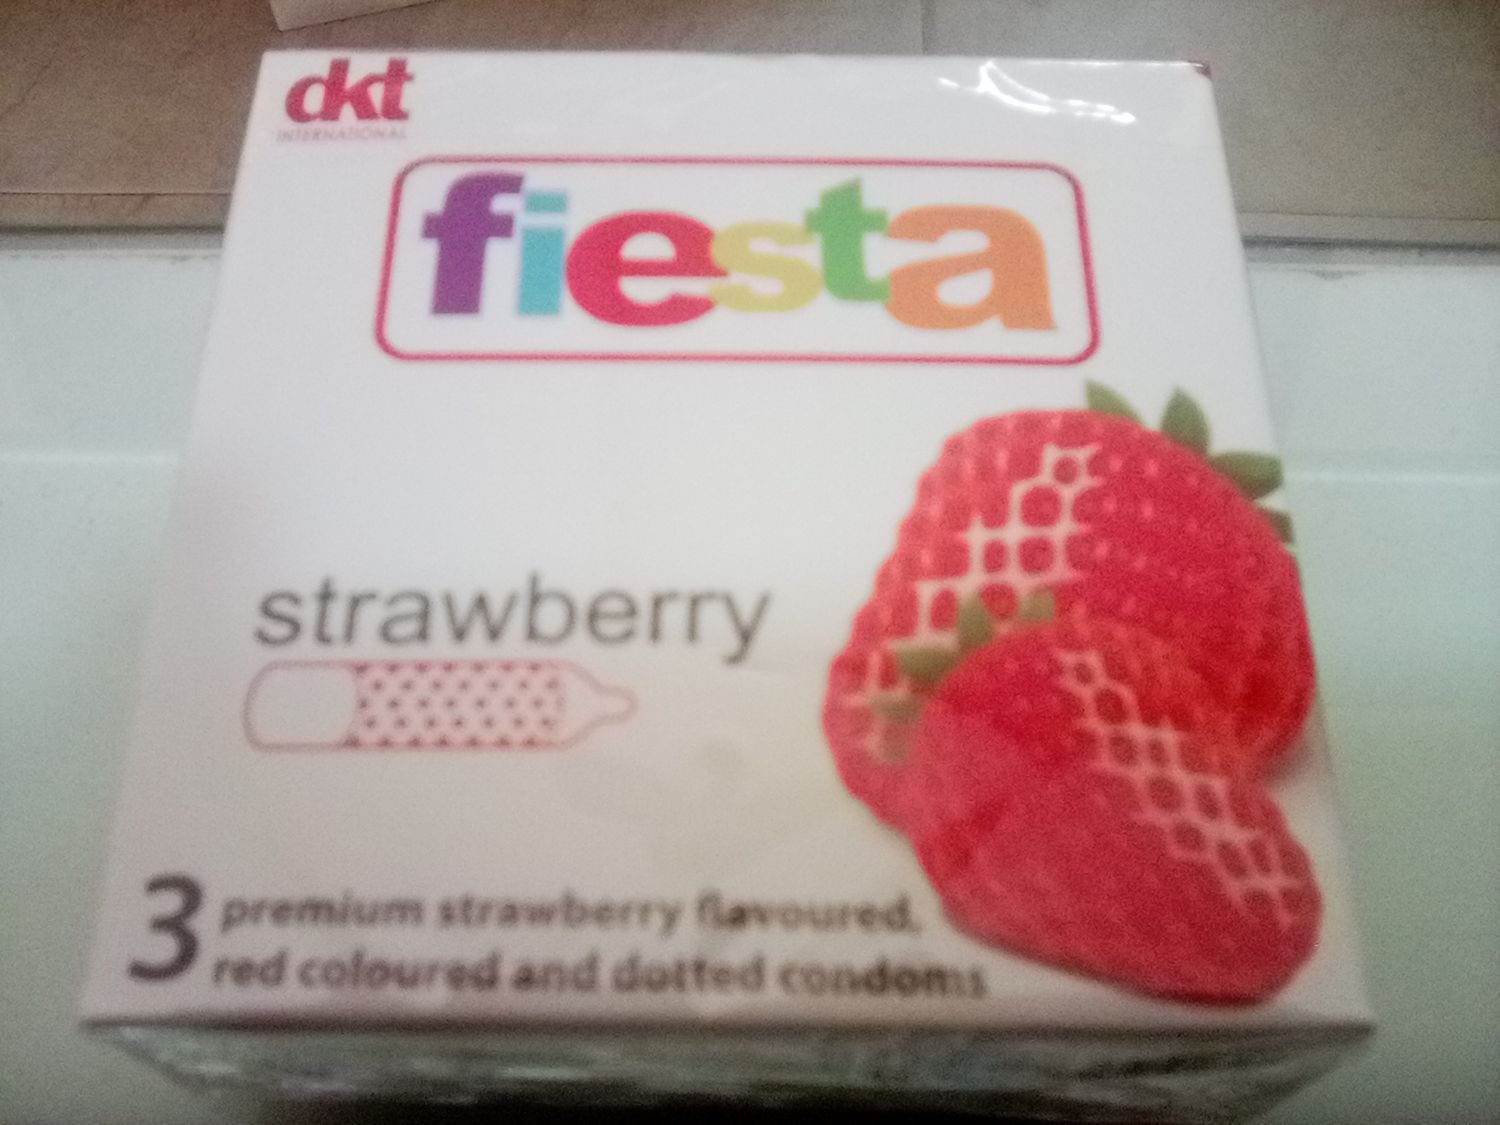 dkt
INTERNATIONAL
fiesta
strawberry
3 premium strawberry flavoured,
red coloured and dotted condoms